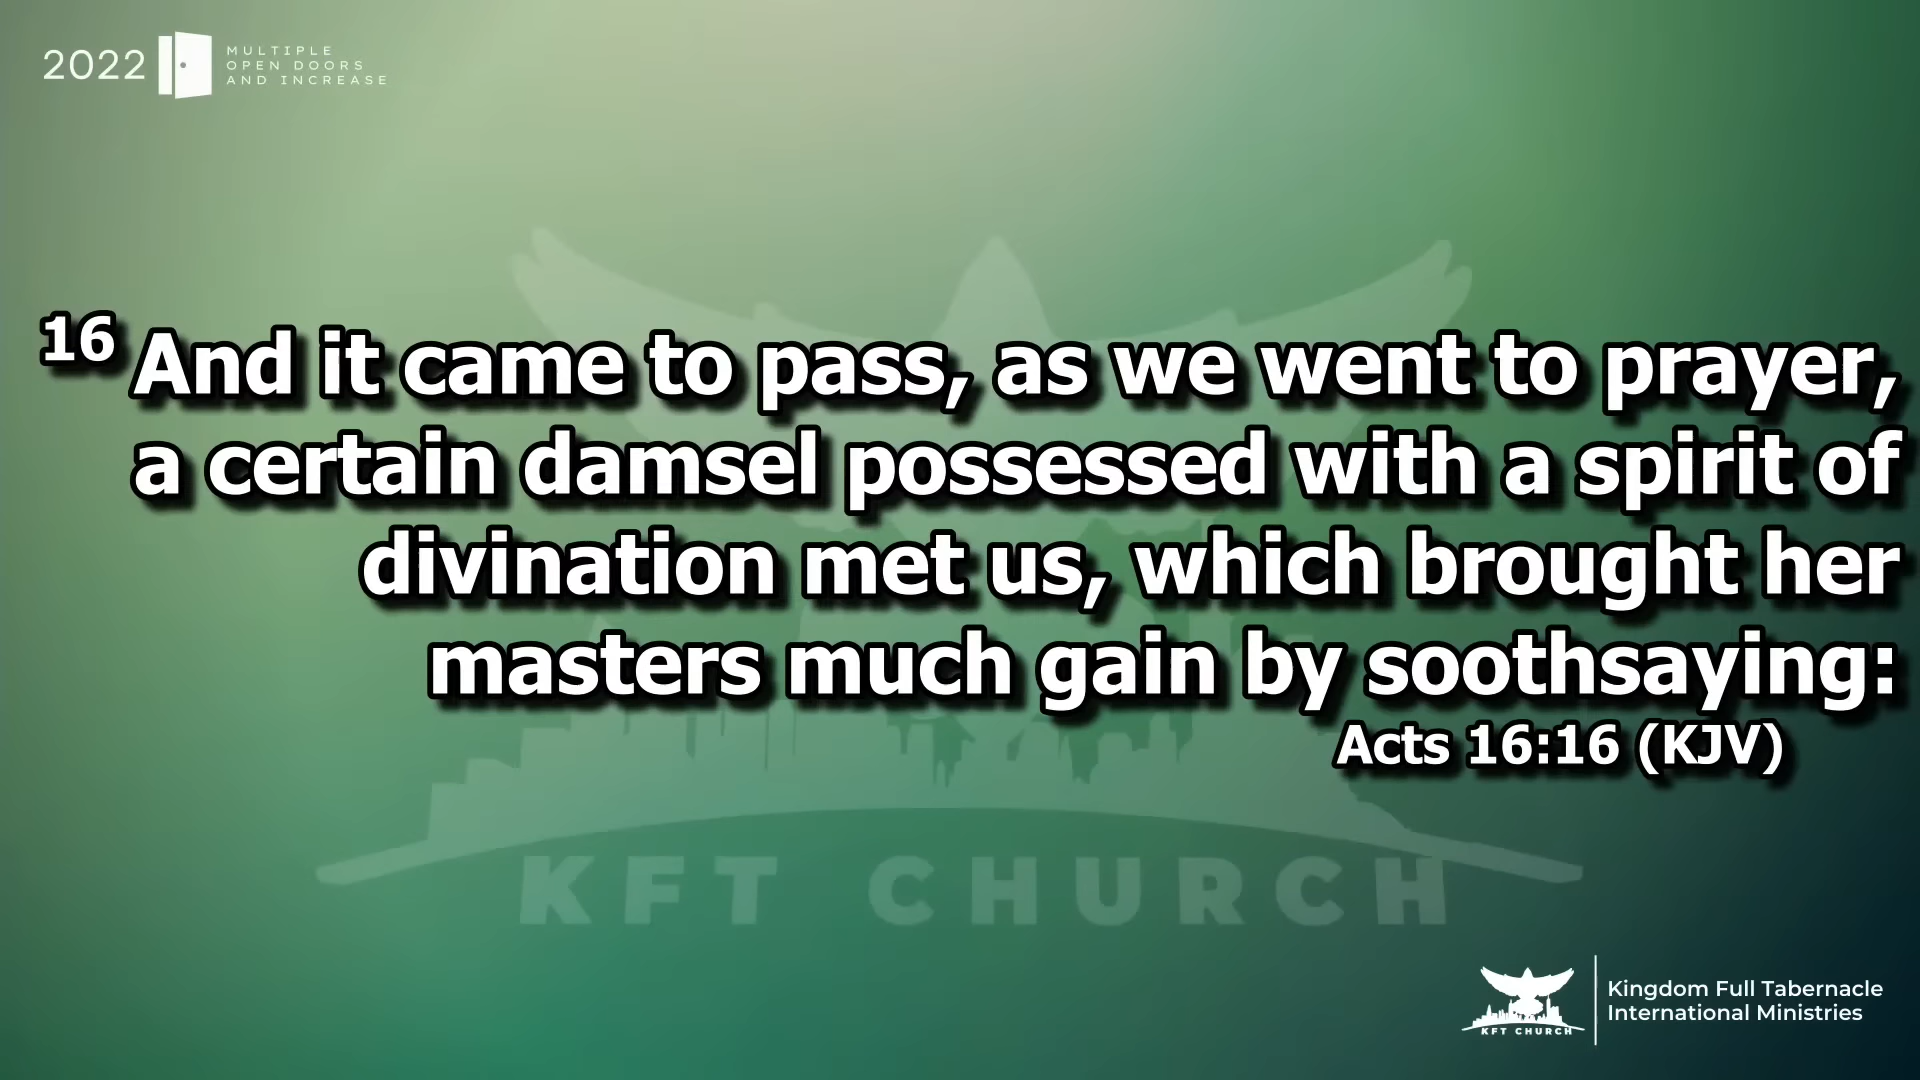 2022
MULTIPLE
OPEN DOORS
AND INCREASE
16 And it came to pass, as we went to prayer,
a certain damsel possessed with a spirit of
divination met us, which brought her
masters much gain by soothsaying:
Acts 16:16 (KJV)
KFT CHURCH
KFT CHURCH
Kingdom Full Tabernacle
International Ministries